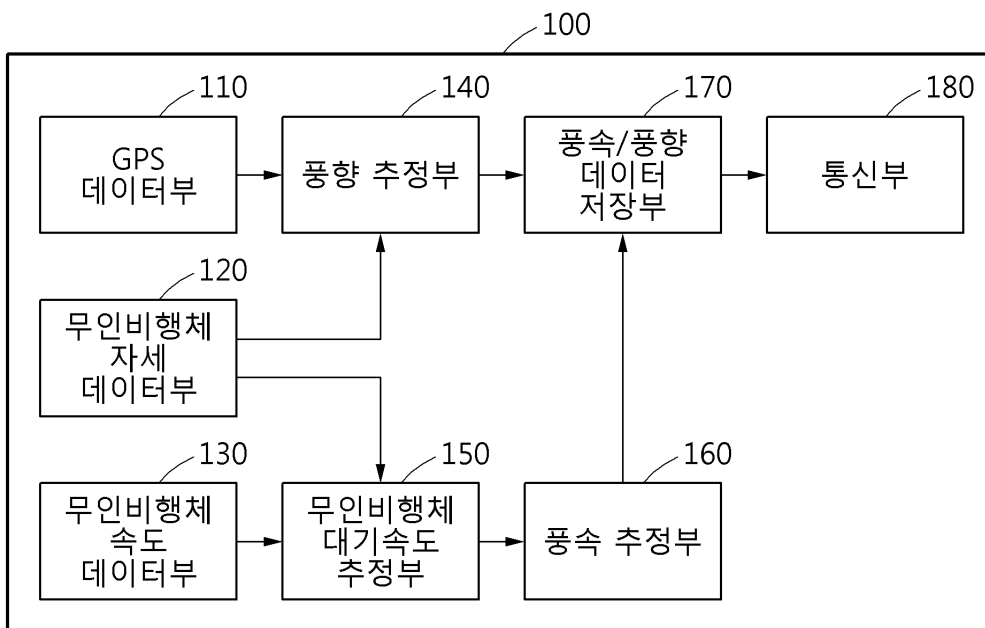 100
110
GPS
데이터부
140
풍향 추정부
170
풍속/풍향
데이터
저장부
180
통신부
120
무인비행체
자세
데이터부
130
무인비행체
속도
데이터부
150
무인비행체
대기속도
추정부
160
풍속 추정부